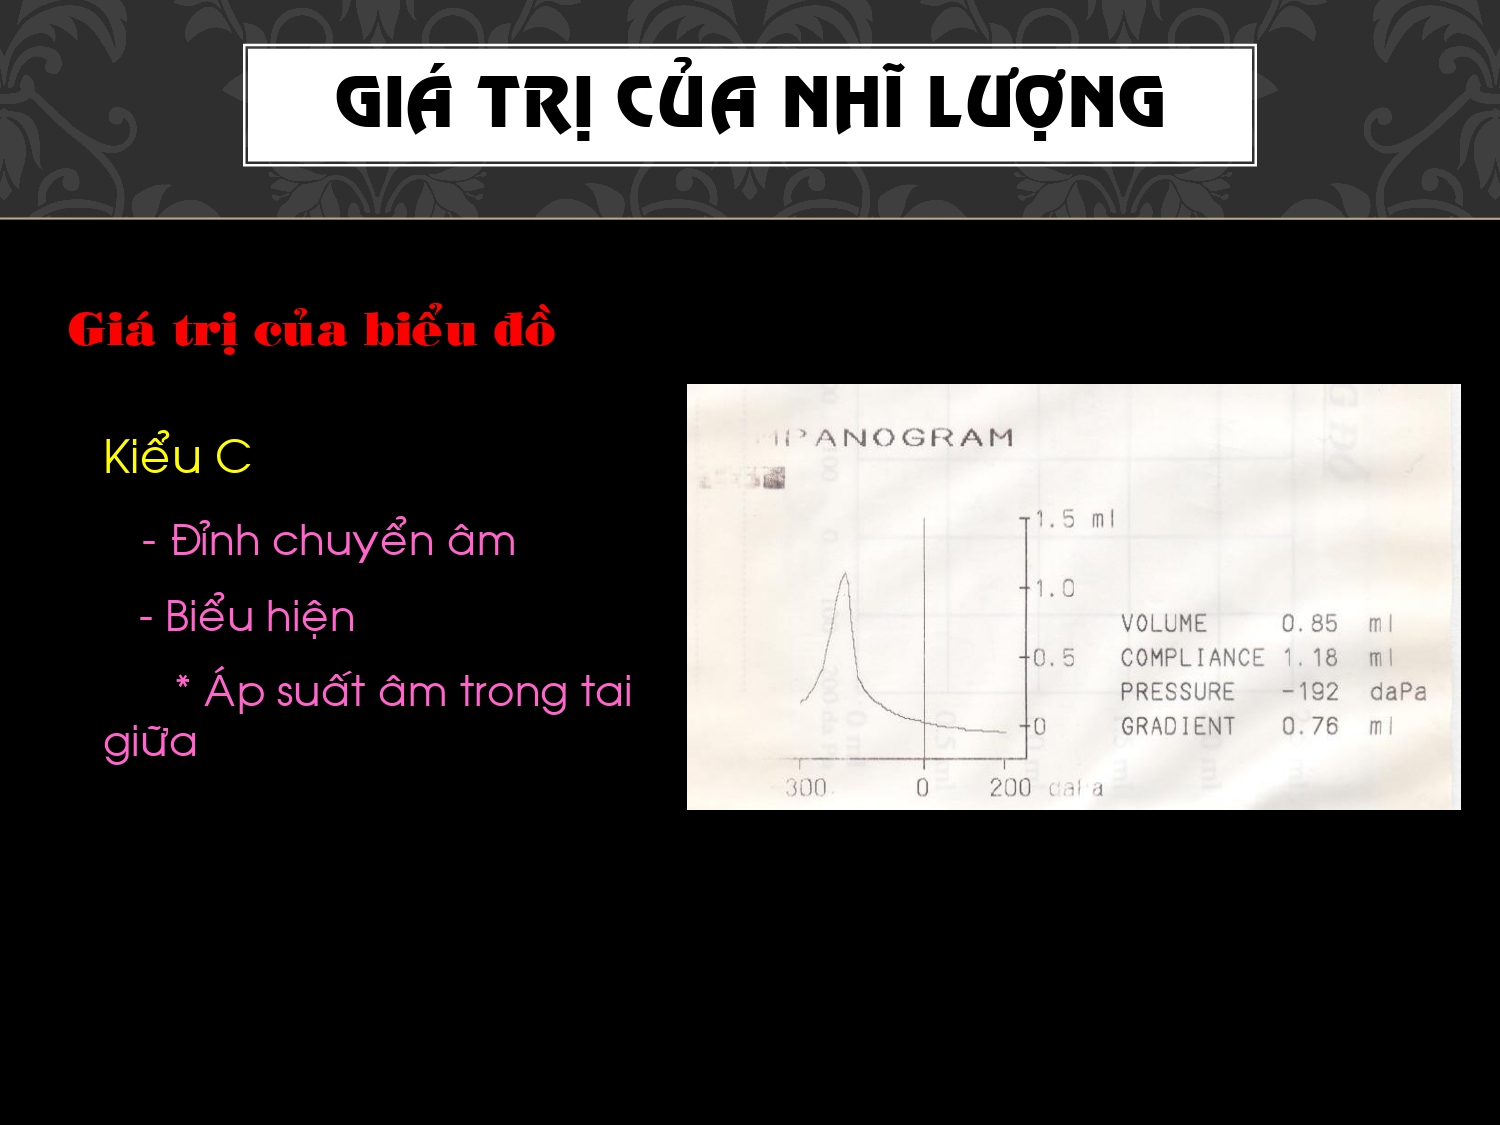 GIÁ TRỊ CỦA NHĨ LƯỢNG
Giá trị của biểu đồ
Kiểu C
- Đỉnh chuyển âm
- Biểu hiện
* Áp suất âm trong tai
giữa
PANOGRAM
1.5 ml
1.0
0.5
0
VOLUME 0.85 ml
COMPLIANCE 1.18 ml
PRESSURE -192 daPa
GRADIENT 0.76 ml
300 0 200 daPa